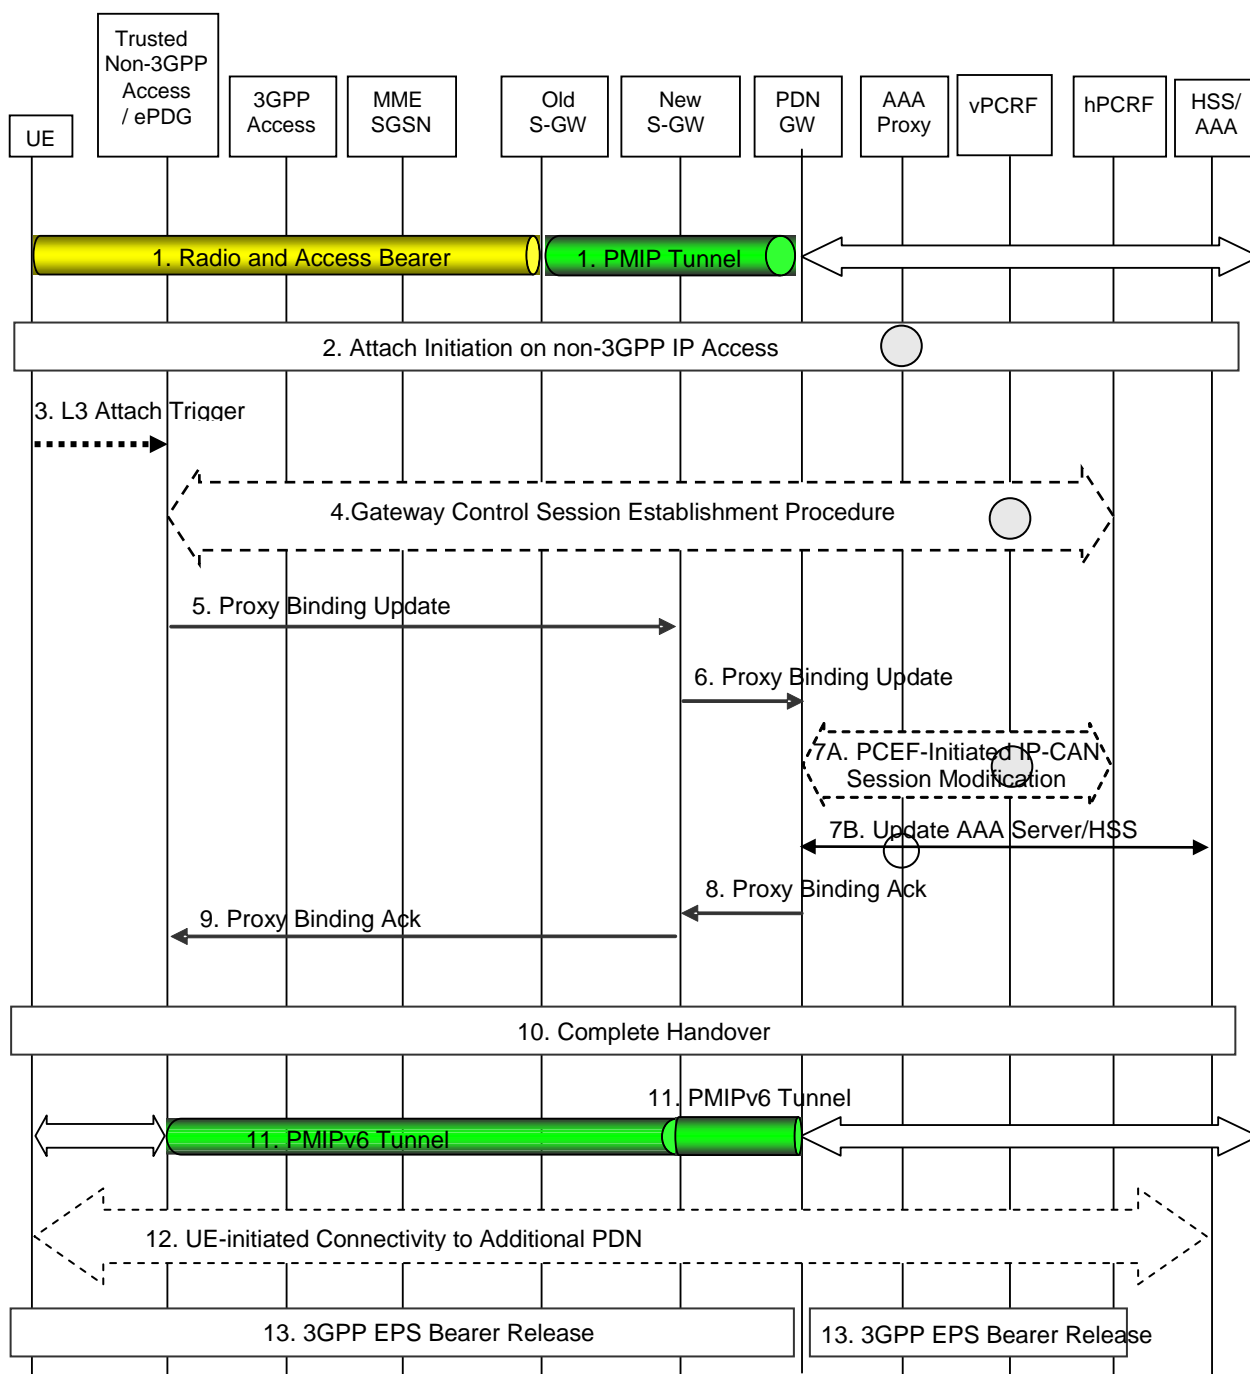 Trusted
Non-3GPP
Access
/ ePDG
UE
3GPP
Access
MME
SGSN
Old
S-GW
New
S-GW
PDN
GW
AAA
Proxy
vPCRF
hPCRF
HSS/
AAA
1. Radio and Access Bearer
1. PMIP Tunnel
2. Attach Initiation on non-3GPP IP Access
3. L3 Attach Trigger
4.Gateway Control Session Establishment Procedure
5. Proxy Binding Update
6. Proxy Binding Update
7A. PCEF-Initiated IP-CAN
Session Modification
7B. Update AAA Server/HSS
8. Proxy Binding Ack
9. Proxy Binding Ack
10. Complete Handover
11. PMIPv6 Tunnel
11. PMIPv6 Tunnel
12. UE-initiated Connectivity to Additional PDN
13. 3GPP EPS Bearer Release
13. 3GPP EPS Bearer Release